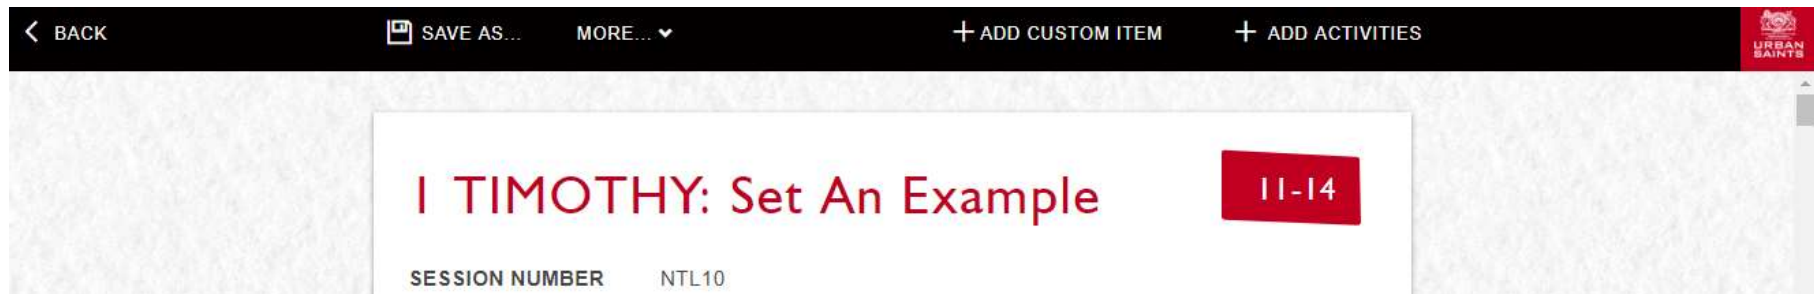 BACK
SAVE AS...
MORE...
ADD CUSTOM ITEM
ADD ACTIVITIES
URBAN
SAINTS
1 TIMOTHY: Set An Example
11-14
SESSION NUMBER NTL10